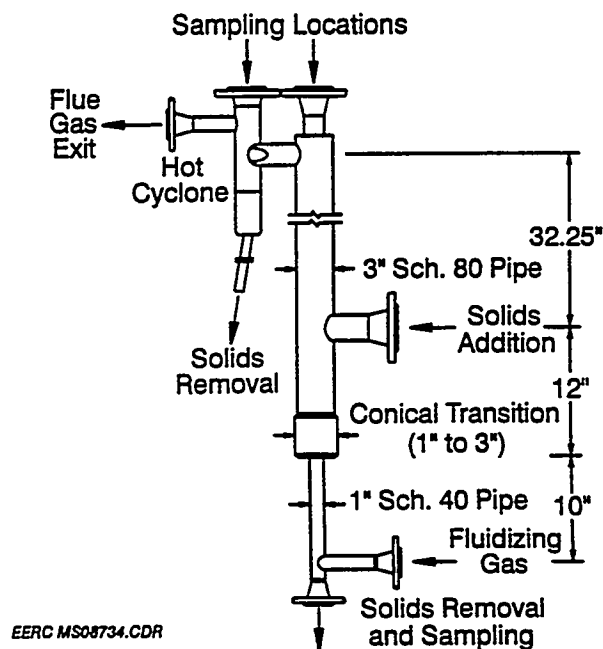 Sampling Locations
Flue
Gas
Exit
Hot
Cyclone
32.25"
3" Sch. 80 Pipe
Solids
Addition
Solids
Removal
12"
Conical Transition
(1" to 3")
1" Sch. 40 Pipe
10"
Fluidizing
Gas
Solids Removal
and Sampling
EERC MS08734.CDR